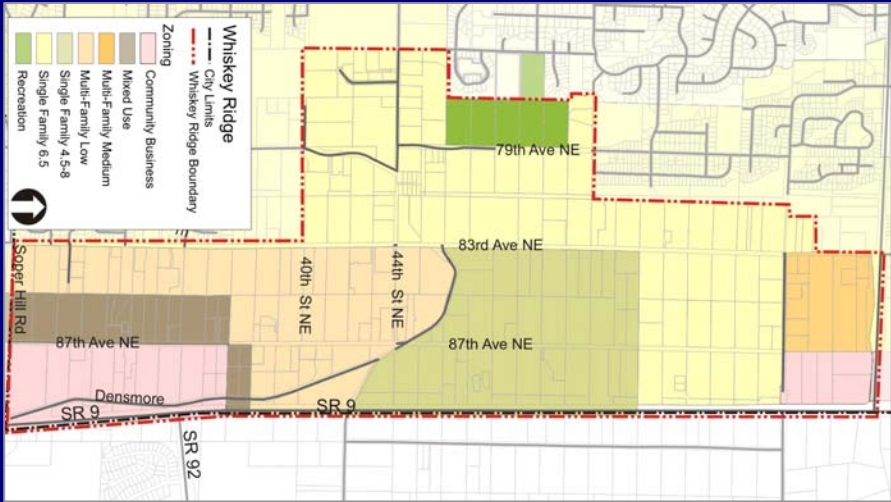 Whiskey Ridge
City Limits
Whiskey Ridge Boundary
Zoning
Community Business
Mixed Use
Multi-Family Medium
Multi-Family Low
Single Family 4.5-8
Single Family 6.5
Recreation
79th Ave NE
83rd Ave NE
44th St NE
40th St NE
87th Ave NE
87th Ave NE
Soper Hill Rd
Densmore
SR 9
SR 9
SR 92